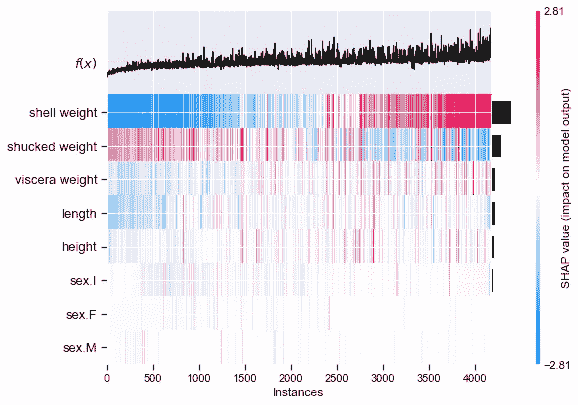 2.81
f(x)
shell weight
shucked weight
viscera weight
length
height
sex.I
sex.F
sex.M
0 500 1000 1500 2000 2500 3000 3500 4000
Instances
−2.81
SHAP value (impact on model output)